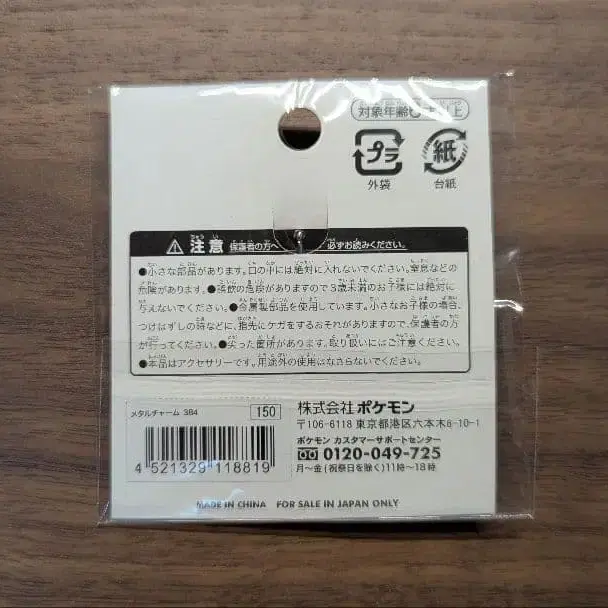 対象年齢6才以上
プラ
外袋
紙
台紙
注意 保護者の方へ 必ずお読みください。
●小さな部品があります。口の中には絶対に入れないでください。窒息などの
危険があります。●誤飲の危険がありますので3歳未満のお子様には絶対に
与えないでください。●金属製部品を使用しています。小さなお子様の場合、
つけはずしの時などに、指先にケガをするおそれがありますので、保護者の方
が行ってください。●尖った箇所があります。取り扱いにはご注意ください。
●本品はアクセサリーです。用途外の使用はなさらないでください。
メタルチャーム 384
150
4 521329 118819
株式会社ポケモン
〒106-6118 東京都港区六本木6-10-1
ポケモン カスタマーサポートセンター
0120-049-725
月〜金(祝祭日を除く)11時〜18時
MADE IN CHINA FOR SALE IN JAPAN ONLY